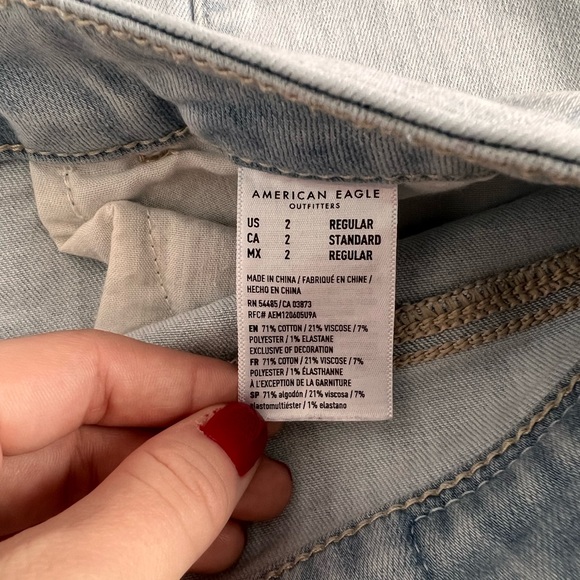 AMERICAN EAGLE
OUTFITTERS
US 2 REGULAR
CA 2 STANDARD
MX 2 REGULAR
MADE IN CHINA / FABRIQUÉ EN CHINE /
HECHO EN CHINA
RN 54485 / CA 03873
RFC# AEM120605U9A
EN 71% COTTON / 21% VISCOSE / 7%
POLYESTER / 1% ELASTANE
EXCLUSIVE OF DECORATION
FR 71% COTON / 21% VISCOSE / 7%
POLYESTER / 1% ÉLASTHANNE
À L'EXCEPTION DE LA GARNITURE
SP 71% algodón / 21% viscosa / 7%
elastomultiéster / 1% elastano